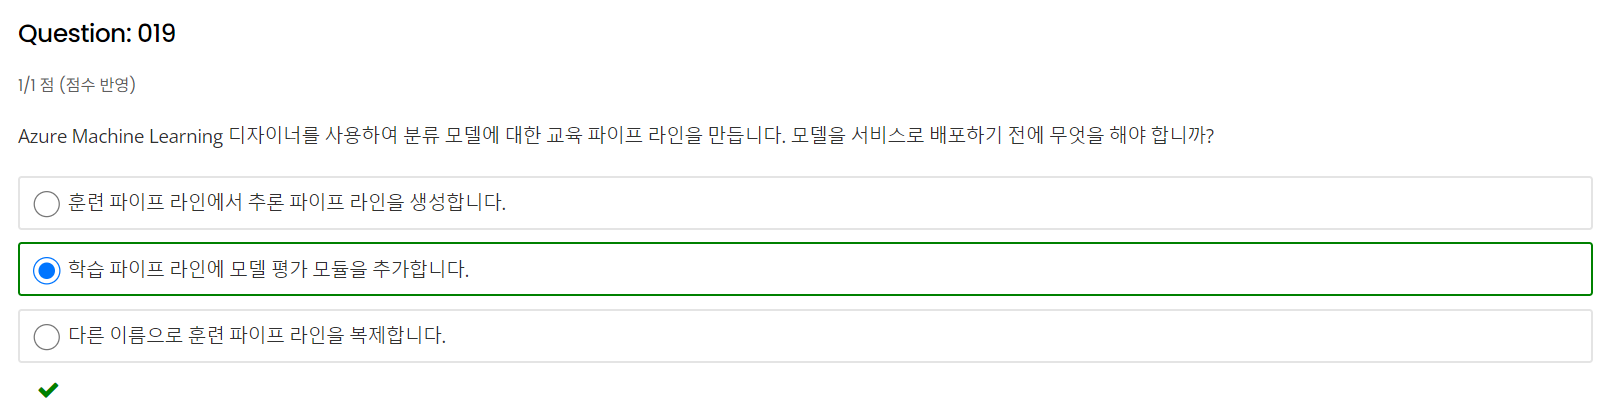 Question: 019
1/1 점 (점수 반영)
Azure Machine Learning 디자이너를 사용하여 분류 모델에 대한 교육 파이프 라인을 만듭니다. 모델을 서비스로 배포하기 전에 무엇을 해야 합니까?
훈련 파이프 라인에서 추론 파이프 라인을 생성합니다.
학습 파이프 라인에 모델 평가 모듈을 추가합니다.
다른 이름으로 훈련 파이프 라인을 복제합니다.